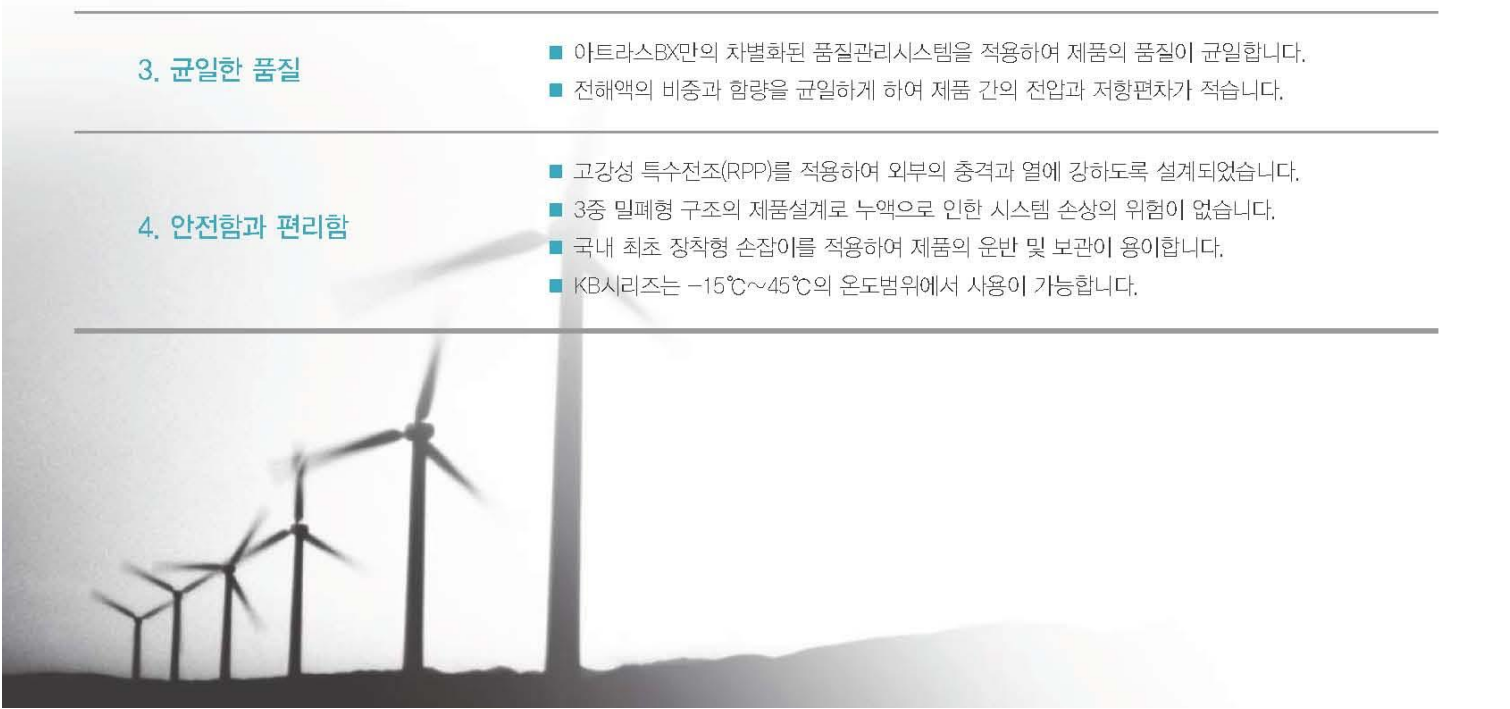 3. 균일한 품질
■ 아트라스BX만의 차별화된 품질관리시스템을 적용하여 제품의 품질이 균일합니다.
■ 전해액의 비중과 함량을 균일하게 하여 제품 간의 전압과 저항편차가 적습니다.
4. 안전함과 편리함
■ 고강성 특수전조(RPP)를 적용하여 외부의 충격과 열에 강하도록 설계되었습니다.
■ 3중 밀폐형 구조의 제품설계로 누액으로 인한 시스템 손상의 위험이 없습니다.
■ 국내 최초 장착형 손잡이를 적용하여 제품의 운반 및 보관이 용이합니다.
■ KB시리즈는 -15℃~45℃의 온도범위에서 사용이 가능합니다.